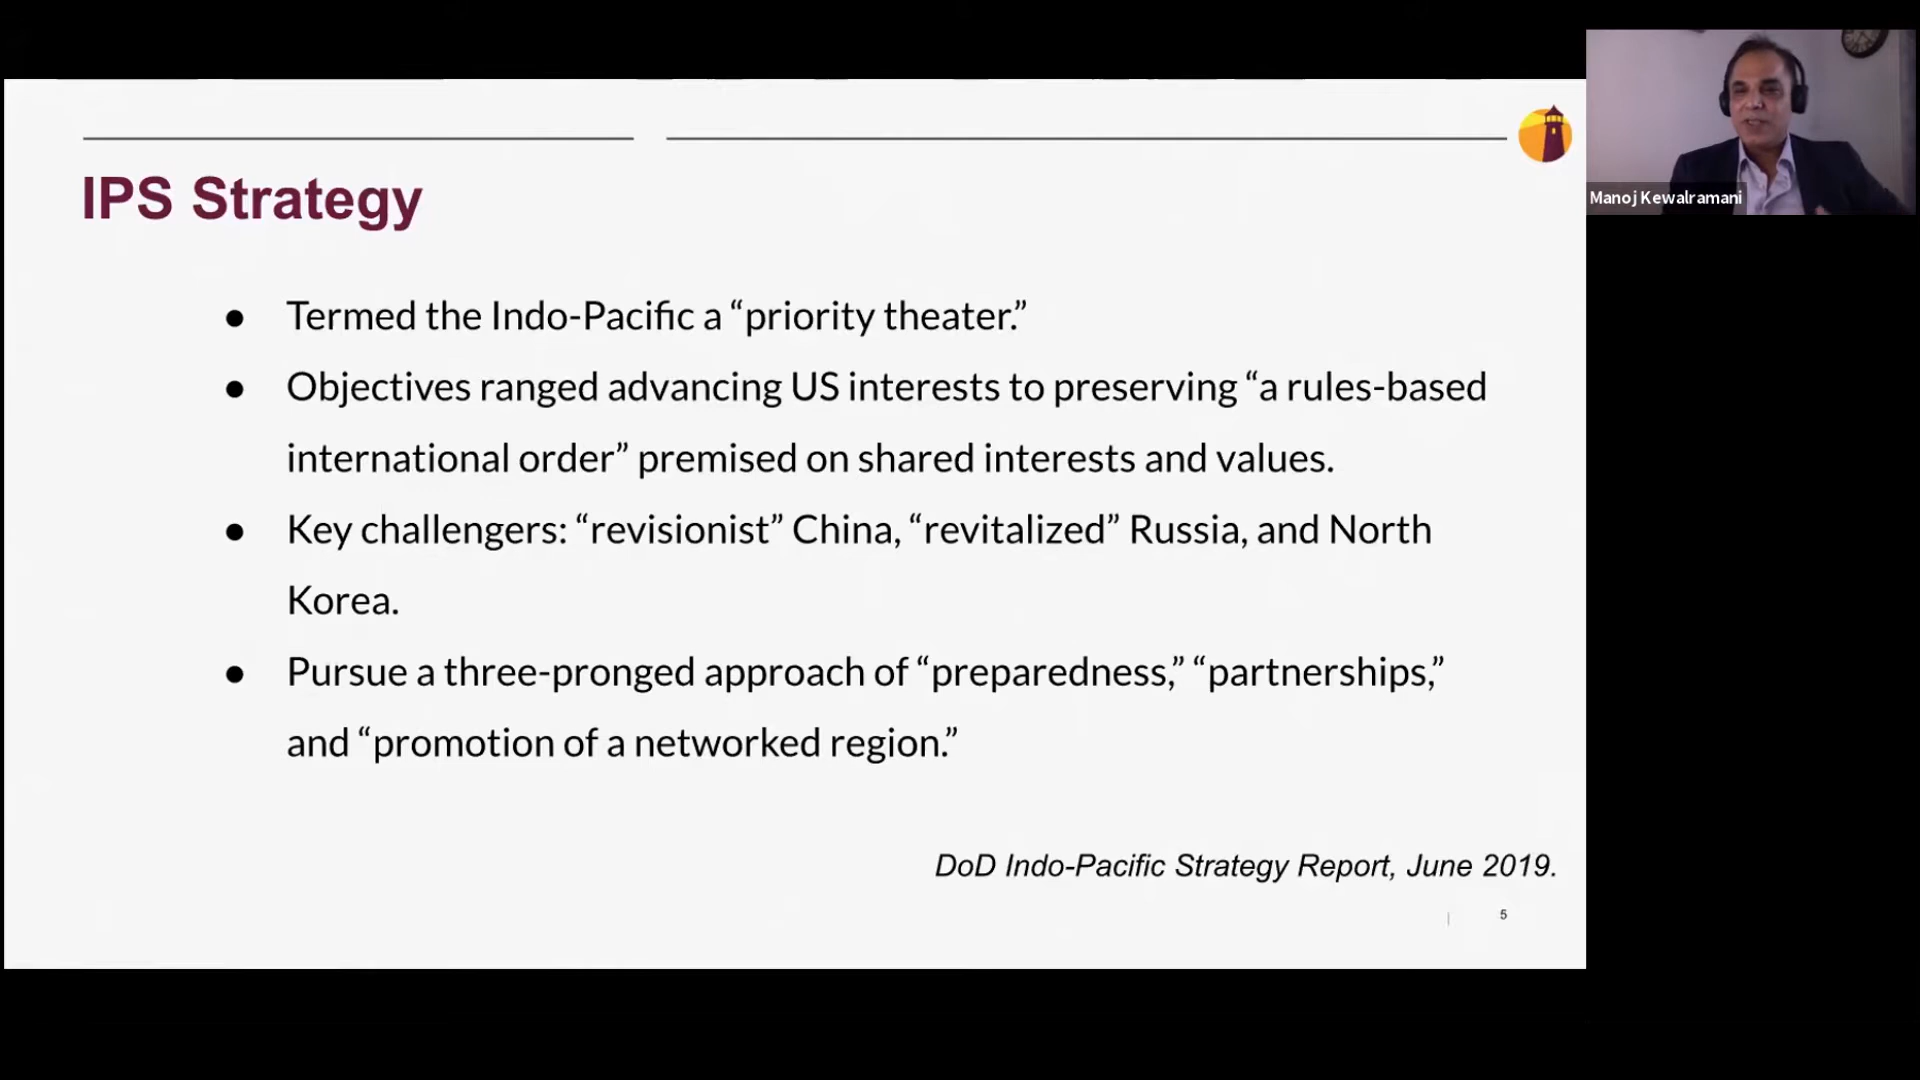 IPS Strategy
● Termed the Indo-Pacific a “priority theater.”
● Objectives ranged advancing US interests to preserving “a rules-based
international order” premised on shared interests and values.
● Key challengers: “revisionist” China, “revitalized” Russia, and North
Korea.
● Pursue a three-pronged approach of “preparedness,” “partnerships,”
and “promotion of a networked region.”
DoD Indo-Pacific Strategy Report, June 2019.
| 5
Manoj Kewalramani